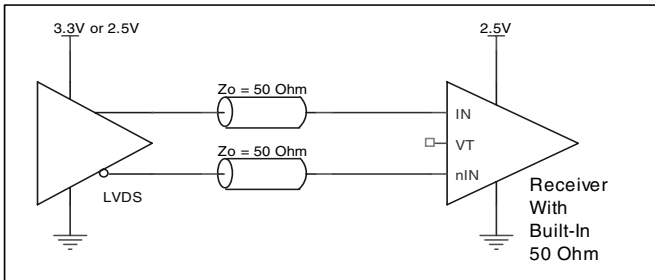 3.3V or 2.5V
2.5V
Zo = 50 Ohm
IN
VT
Zo = 50 Ohm
nIN
LVDS
Receiver
With
Built-In
50 Ohm